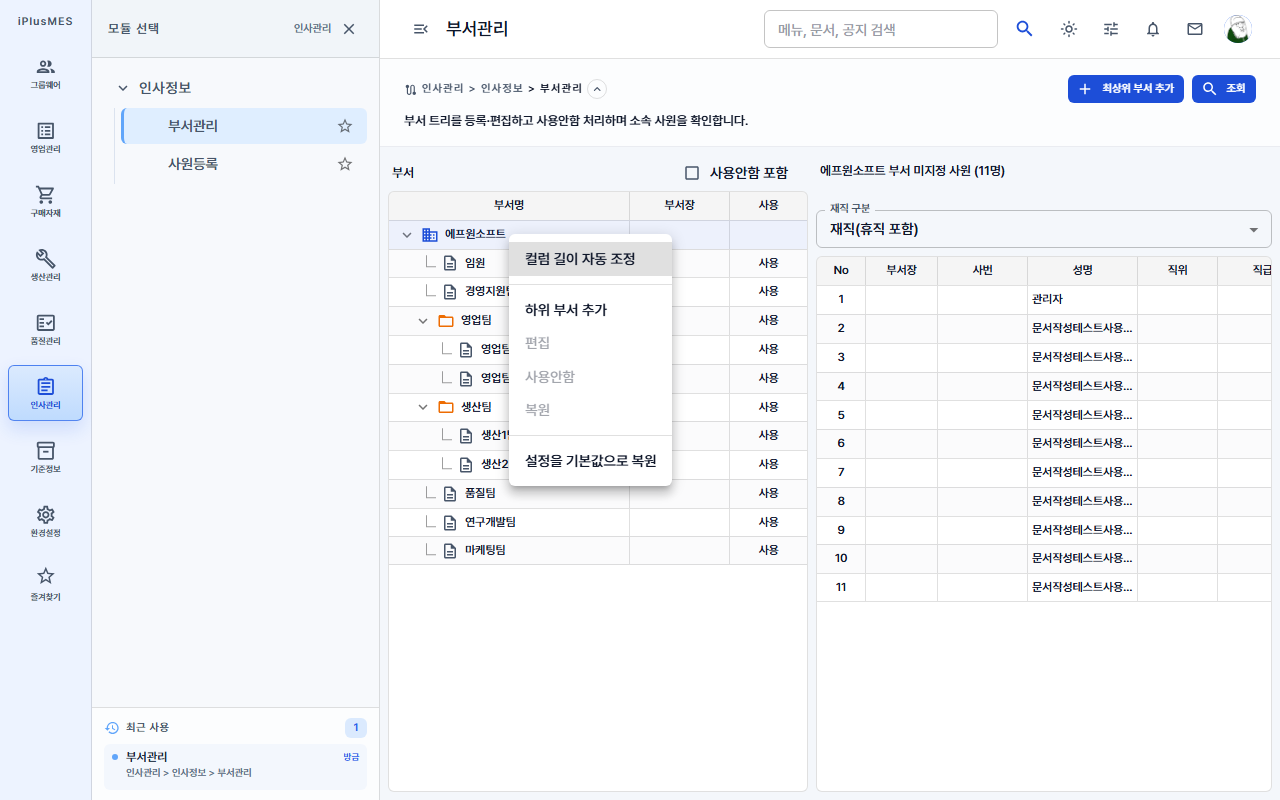 iPlusMES
그룹웨어
영업관리
구매자재
생산관리
품질관리
인사관리
기준정보
환경설정
즐겨찾기
모듈 선택
인사관리
인사정보
부서관리
사원등록
최근 사용
1
부서관리
방금
인사관리 > 인사정보 > 부서관리
부서관리
메뉴, 문서, 공지 검색
인사관리 > 인사정보 > 부서관리
최상위 부서 추가
조회
부서 트리를 등록·편집하고 사용안함 처리하며 소속 사원을 확인합니다.
부서
사용안함 포함
부서명 부서장 사용
에프원소프트
임원 사용
경영지원 사용
영업팀 사용
영업팀 사용
영업팀 사용
생산팀 사용
생산1 사용
생산2 사용
품질팀 사용
연구개발팀 사용
마케팅팀 사용
컬럼 길이 자동 조정
하위 부서 추가
편집
사용안함
복원
설정을 기본값으로 복원
에프원소프트 부서 미지정 사원 (11명)
재직 구분
재직(휴직 포함)
No 부서장 사번 성명 직위 직급
1 관리자
2 문서작성테스트사용...
3 문서작성테스트사용...
4 문서작성테스트사용...
5 문서작성테스트사용...
6 문서작성테스트사용...
7 문서작성테스트사용...
8 문서작성테스트사용...
9 문서작성테스트사용...
10 문서작성테스트사용...
11 문서작성테스트사용...